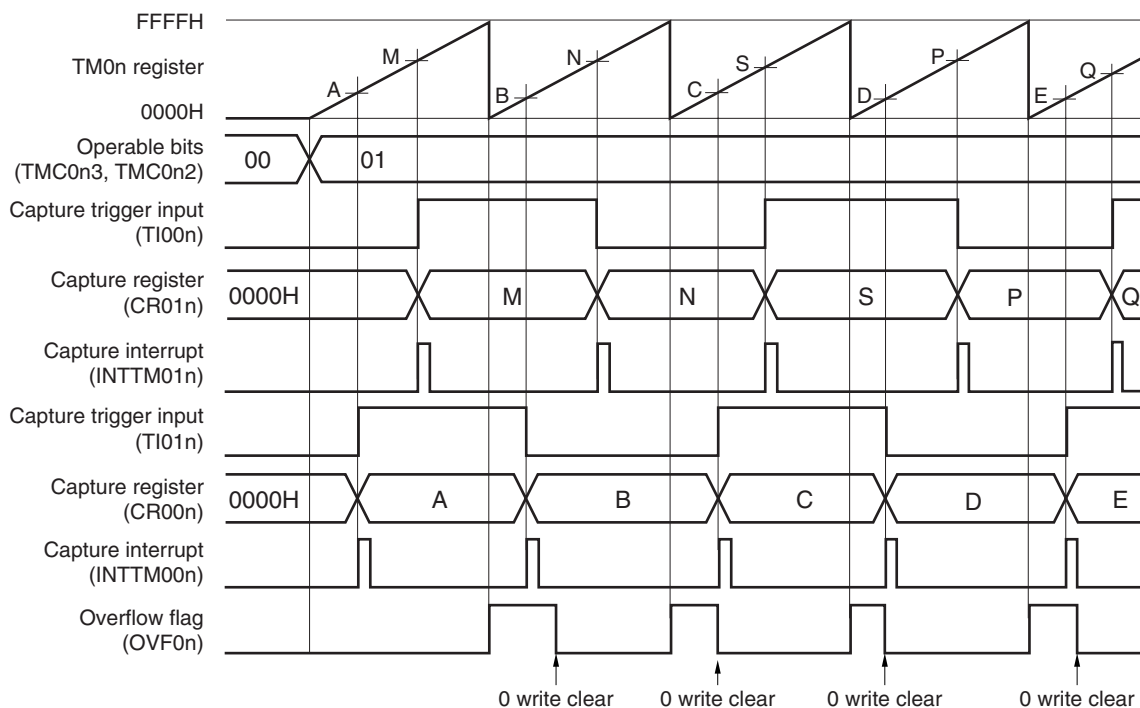 FFFFH
TM0n register
0000H
A M B N C S D P E Q
Operable bits
(TMC0n3, TMC0n2)
00 01
Capture trigger input
(TI00n)
Capture register
(CR01n)
0000H M N S P Q
Capture interrupt
(INTTM01n)
Capture trigger input
(TI01n)
Capture register
(CR00n)
0000H A B C D E
Capture interrupt
(INTTM00n)
Overflow flag
(OVF0n)
0 write clear 0 write clear 0 write clear 0 write clear